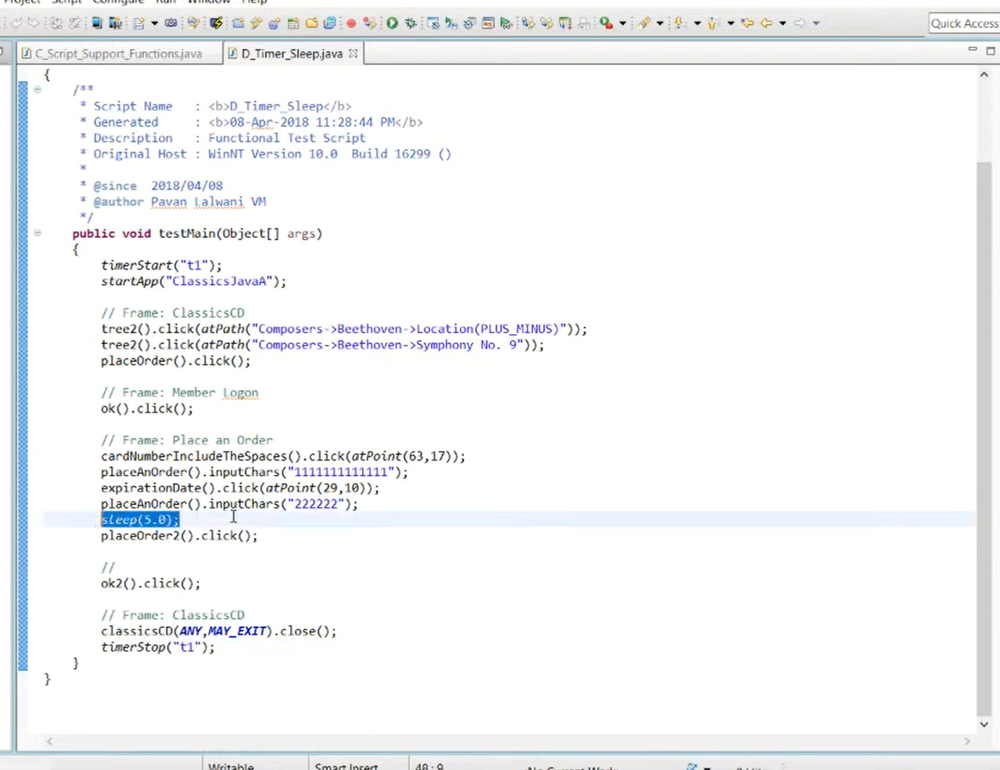 Project Script Configure Run Window Help
Quick Access
C_Script_Support_Functions.java D_Timer_Sleep.java
{
/**
* Script Name : <b>D_Timer_Sleep</b>
* Generated : <b>08-Apr-2018 11:28:44 PM</b>
* Description : Functional Test Script
* Original Host : WinNT Version 10.0 Build 16299 ()
*
* @since 2018/04/08
* @author Pavan Lalwani VM
*/
public void testMain(Object[] args)
{
timerStart("t1");
startApp("ClassicsJavaA");
// Frame: ClassicsCD
tree2().click(atPath("Composers->Beethoven->Location(PLUS_MINUS)"));
tree2().click(atPath("Composers->Beethoven->Symphony No. 9"));
placeOrder().click();
// Frame: Member Logon
ok().click();
// Frame: Place an Order
cardNumberIncludeTheSpaces().click(atPoint(63,17));
placeAnOrder().inputChars("1111111111111");
expirationDate().click(atPoint(29,10));
placeAnOrder().inputChars("222222");
sleep(5.0);
placeOrder2().click();
//
ok2().click();
// Frame: ClassicsCD
classicsCD(ANY,MAY_EXIT).close();
timerStop("t1");
}
}
Writable Smart Insert 48 : 9